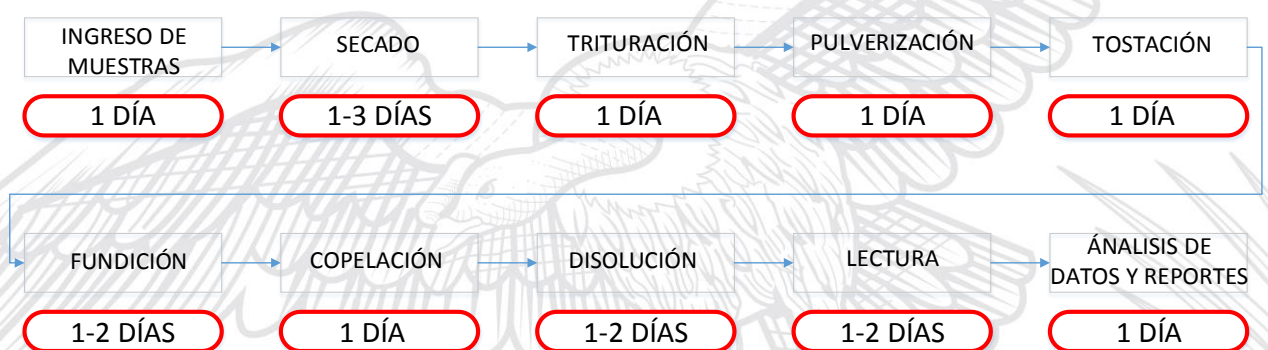 INGRESO DE
MUESTRAS
SECADO
TRITURACIÓN
PULVERIZACIÓN
TOSTACIÓN
1 DÍA
1-3 DÍAS
1 DÍA
1 DÍA
1 DÍA
FUNDICIÓN
COPELACIÓN
DISOLUCIÓN
LECTURA
ÁNALISIS DE
DATOS Y REPORTES
1-2 DÍAS
1 DÍA
1-2 DÍAS
1-2 DÍAS
1 DÍA